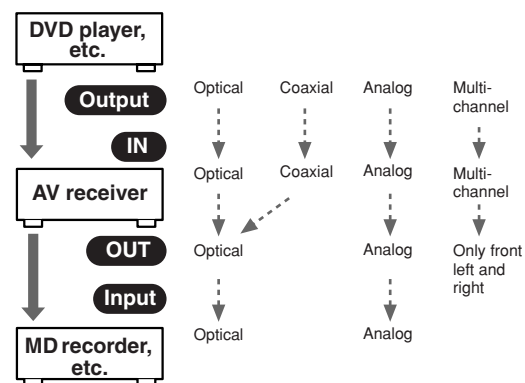 DVD player,
etc.
Output
Optical Coaxial Analog Multi-
channel
IN
AV receiver
Optical Coaxial Analog Multi-
channel
OUT
Optical Analog Only front
left and
right
Input
Optical Analog
MD recorder,
etc.